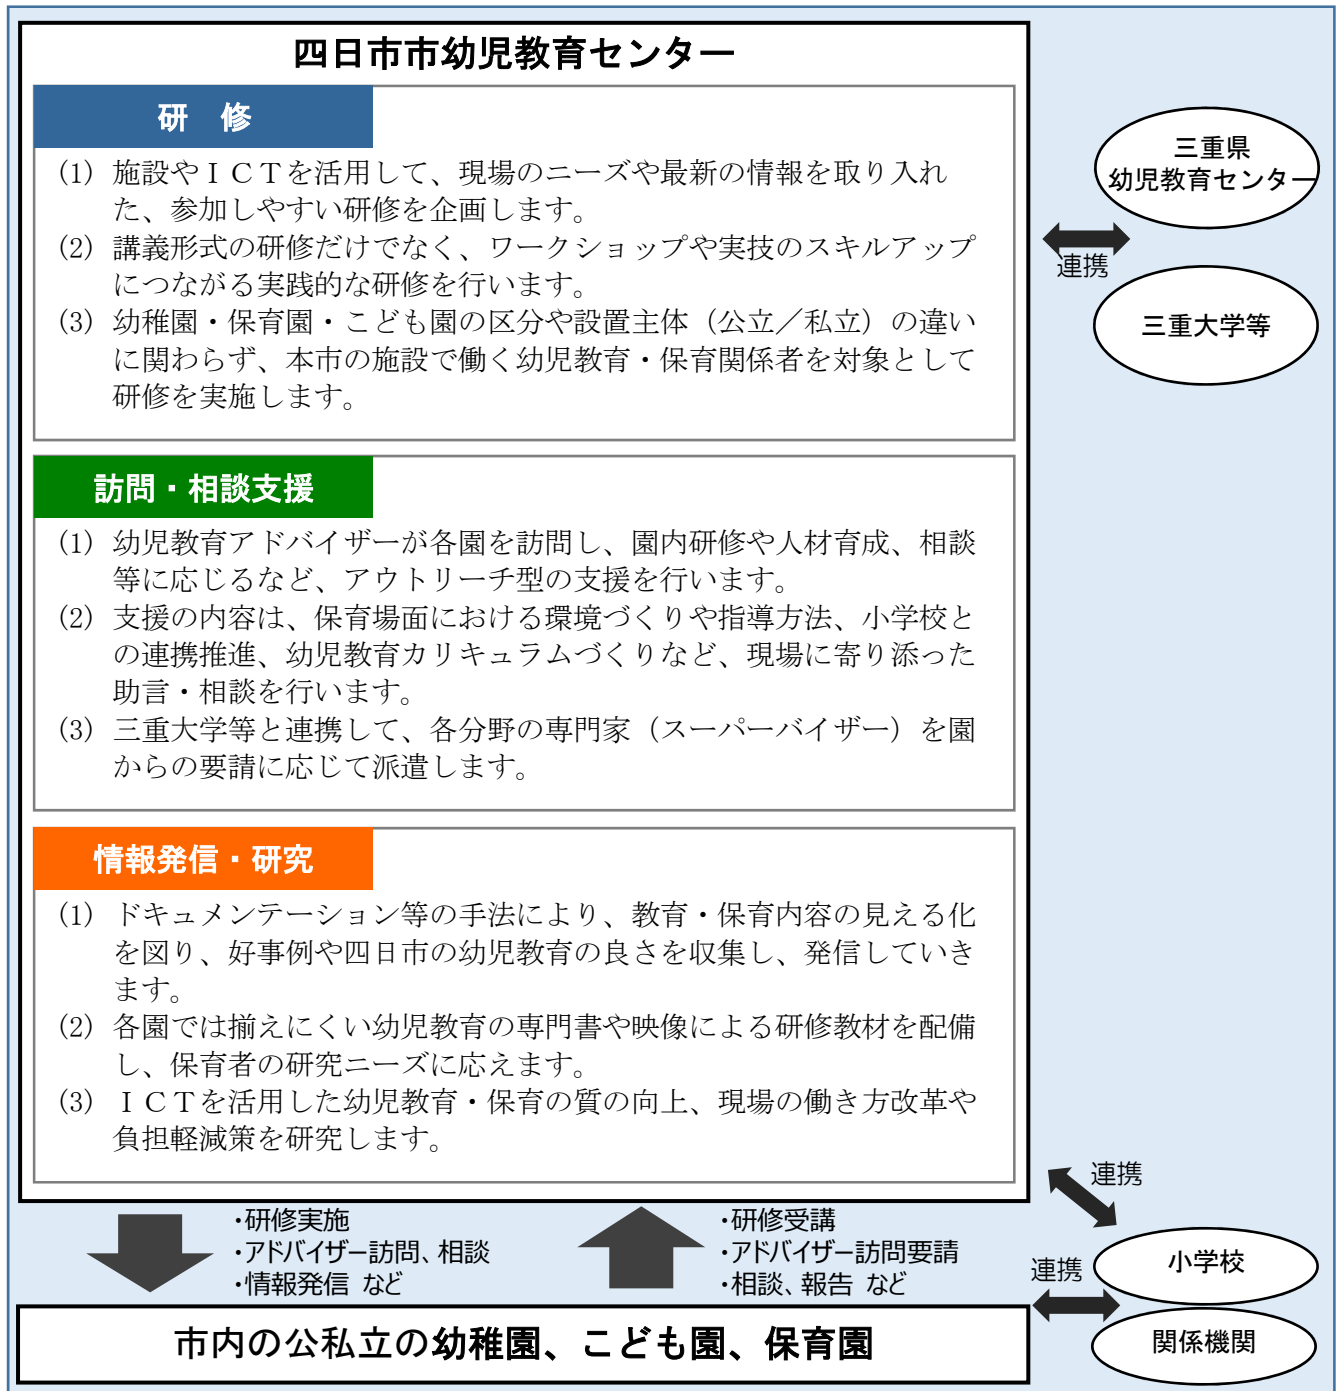 四日市市幼児教育センター
研　修
(1) 施設やＩＣＴを活用して、現場のニーズや最新の情報を取り入れ
た、参加しやすい研修を企画します。
(2) 講義形式の研修だけでなく、ワークショップや実技のスキルアップ
につながる実践的な研修を行います。
(3) 幼稚園・保育園・こども園の区分や設置主体（公立／私立）の違い
に関わらず、本市の施設で働く幼児教育・保育関係者を対象として
研修を実施します。
三重県
幼児教育センター
連携
三重大学等
訪問・相談支援
(1) 幼児教育アドバイザーが各園を訪問し、園内研修や人材育成、相談
等に応じるなど、アウトリーチ型の支援を行います。
(2) 支援の内容は、保育場面における環境づくりや指導方法、小学校と
の連携推進、幼児教育カリキュラムづくりなど、現場に寄り添った
助言・相談を行います。
(3) 三重大学等と連携して、各分野の専門家（スーパーバイザー）を園
からの要請に応じて派遣します。
情報発信・研究
(1) ドキュメンテーション等の手法により、教育・保育内容の見える化
を図り、好事例や四日市の幼児教育の良さを収集し、発信していき
ます。
(2) 各園では揃えにくい幼児教育の専門書や映像による研修教材を配備
し、保育者の研究ニーズに応えます。
(3) ＩＣＴを活用した幼児教育・保育の質の向上、現場の働き方改革や
負担軽減策を研究します。
連携
・研修実施
・アドバイザー訪問、相談
・情報発信 など
・研修受講
・アドバイザー訪問要請
・相談、報告 など
連携
小学校
関係機関
市内の公私立の幼稚園、こども園、保育園